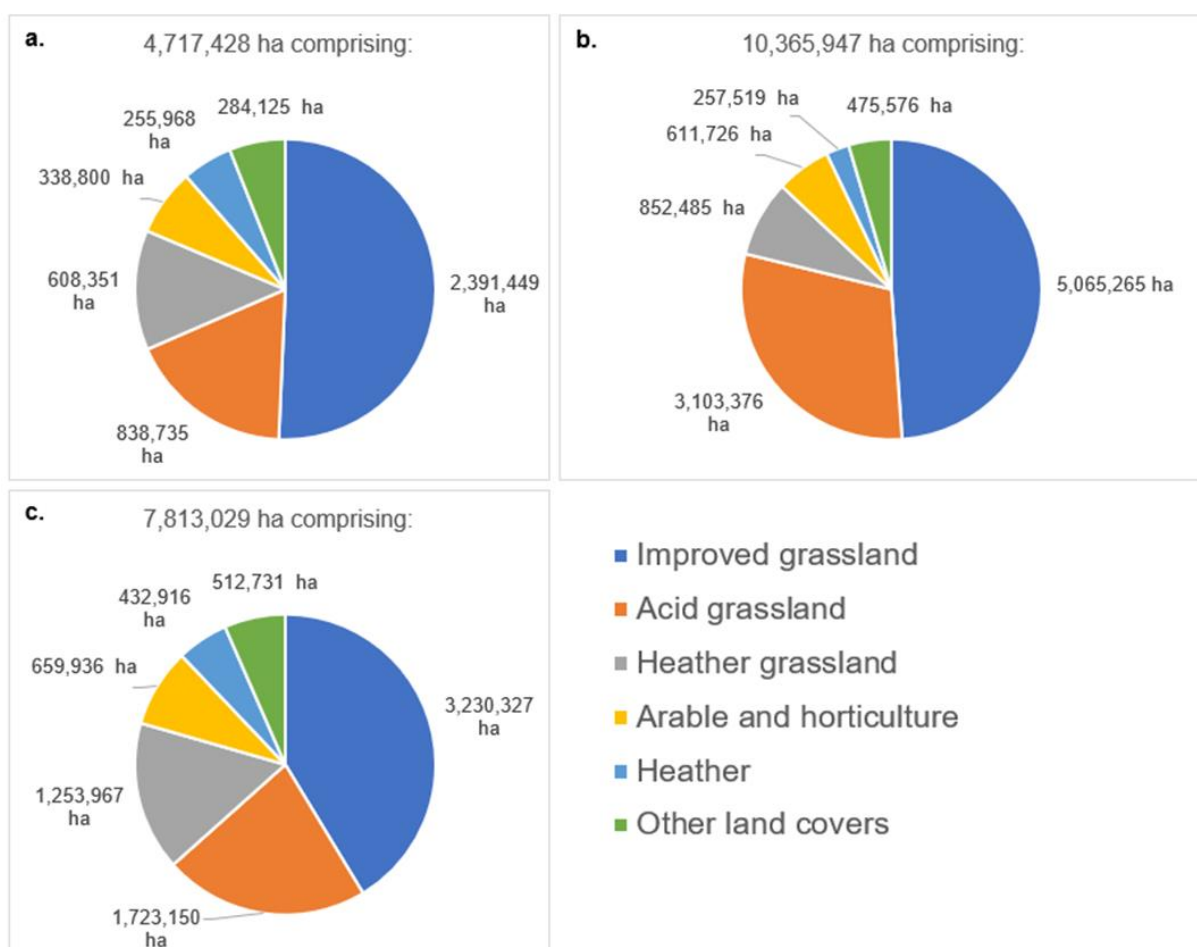 a.
4,717,428 ha comprising:
284,125 ha
255,968
ha
338,800 ha
608,351
ha
838,735
ha
2,391,449
ha
b.
10,365,947 ha comprising:
257,519 ha
475,576 ha
611,726 ha
852,485 ha
3,103,376
ha
5,065,265 ha
c.
7,813,029 ha comprising:
512,731 ha
432,916
ha
659,936 ha
1,253,967
ha
1,723,150
ha
3,230,327
ha
Improved grassland
Acid grassland
Heather grassland
Arable and horticulture
Heather
Other land covers